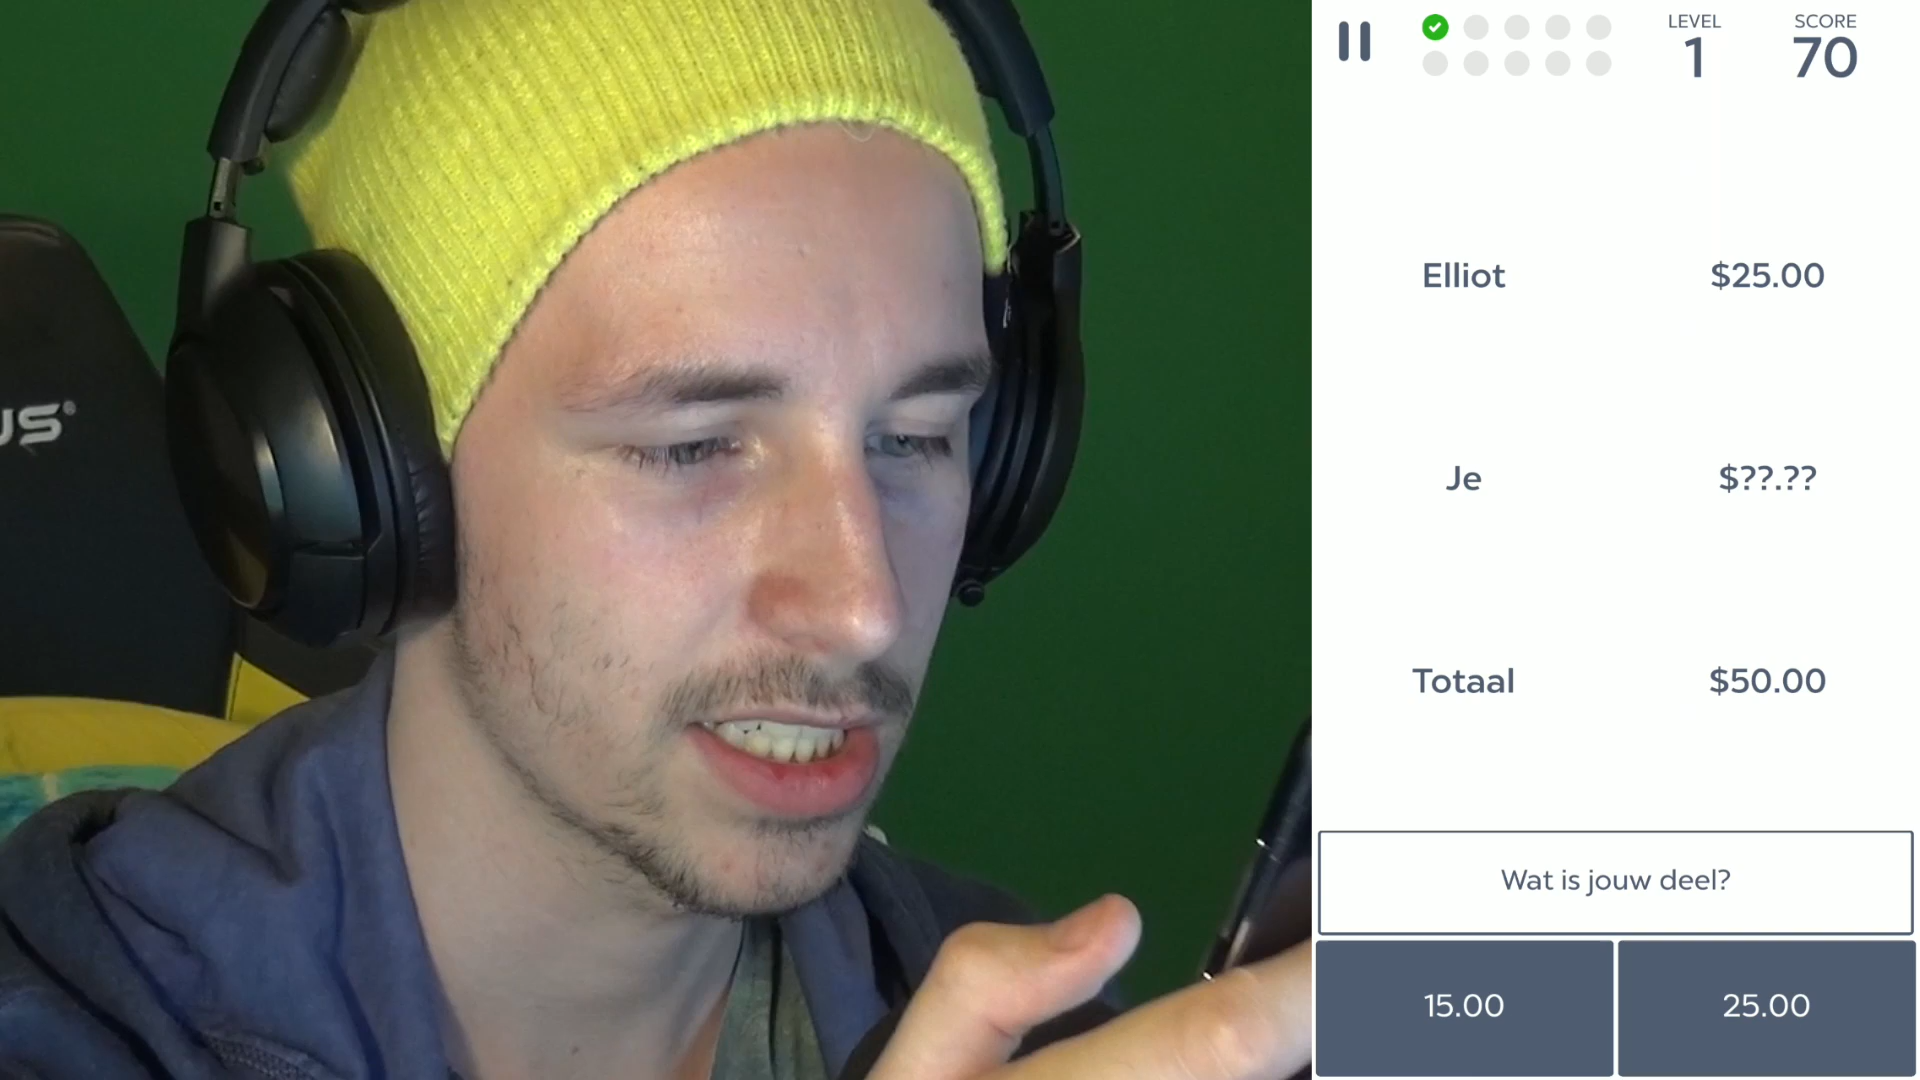 US®
LEVEL
1
SCORE
70
Elliot $25.00
Je $??.??
Totaal $50.00
Wat is jouw deel?
15.00 25.00